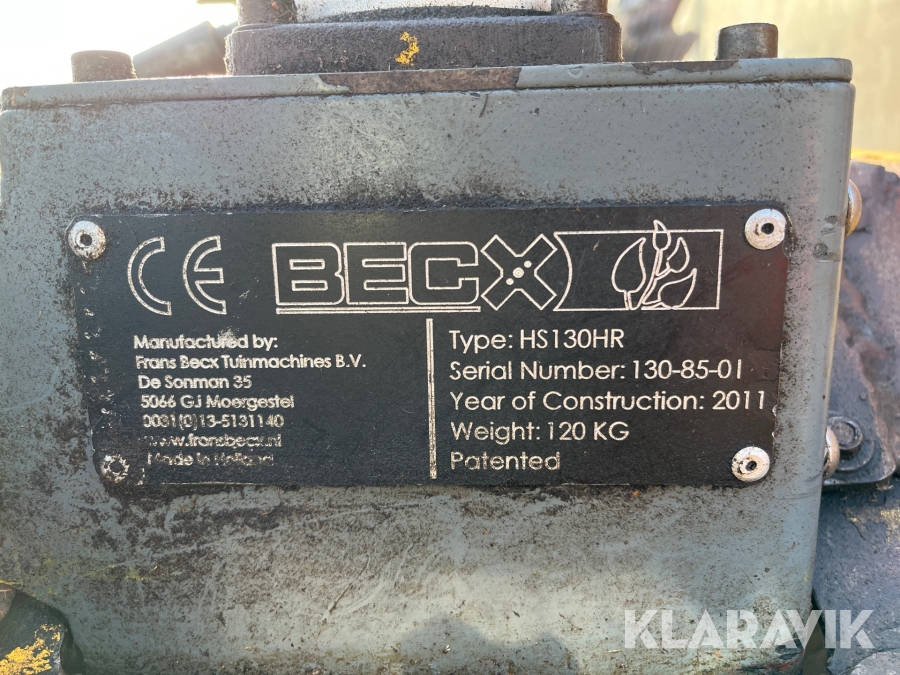 CE BECX
Manufactured by:
Frans Becx Tuinmachines B.V.
De Sonman 35
5066 GJ Moergestel
0031(0)13-5131140
www.fransbecx.nl
Made in Holland
Type: HS130HR
Serial Number: 130-85-01
Year of Construction: 2011
Weight: 120 KG
Patented
KLARAVIK